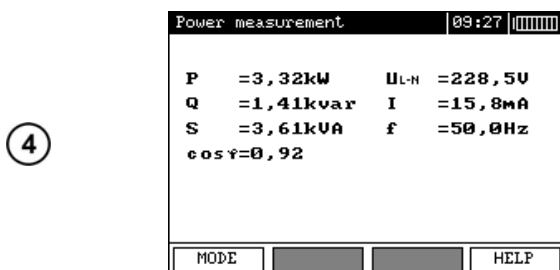 Power measurement 09:27
P =3,32kW UL-N =228,5V
Q =1,41kvar I =15,8mA
S =3,61kVA f =50,0Hz
cosφ=0,92
4
MODE HELP